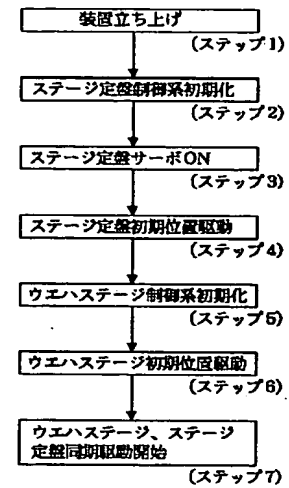 装置立ち上げ
(ステップ1)
ステージ定盤制御系初期化
(ステップ2)
ステージ定盤サーボON
(ステップ3)
ステージ定盤初期位置駆動
(ステップ4)
ウエハステージ制御系初期化
(ステップ5)
ウエハステージ初期位置駆動
(ステップ6)
ウエハステージ、ステージ
定盤同期駆動開始
(ステップ7)